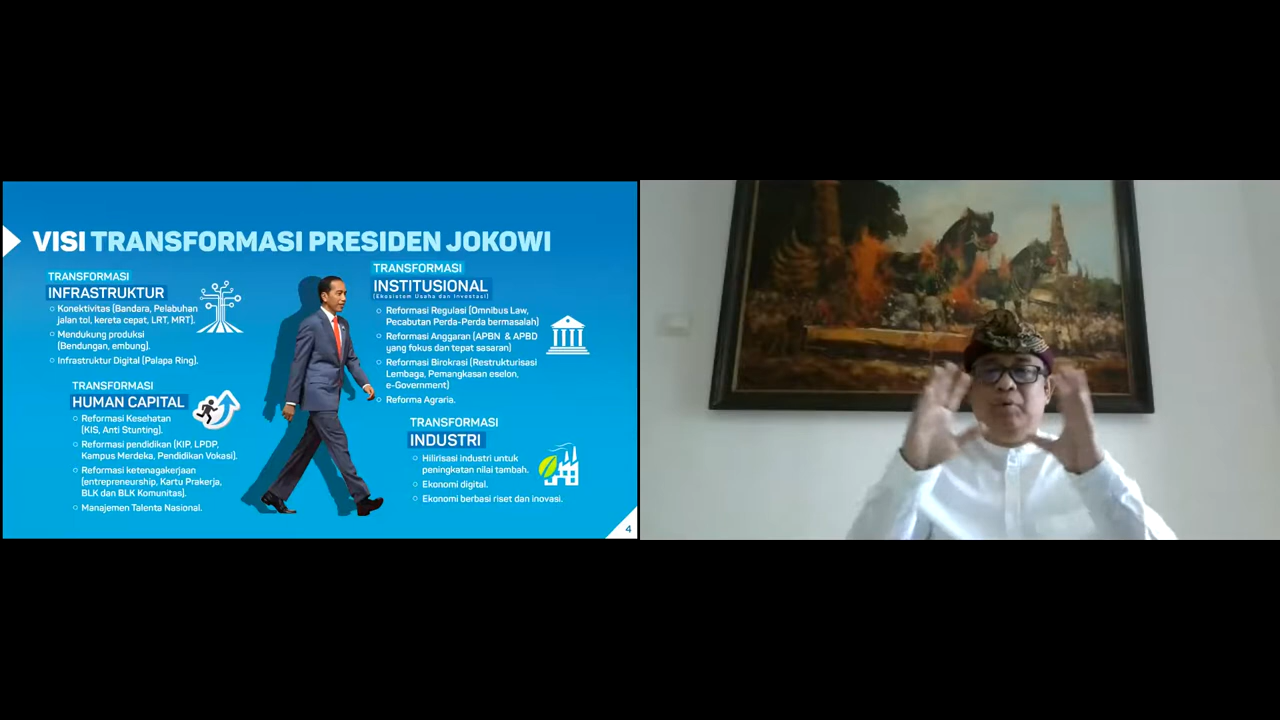 VISI TRANSFORMASI PRESIDEN JOKOWI
TRANSFORMASI
INFRASTRUKTUR
Konektivitas (Bandara, Pelabuhan
jalan tol, kereta cepat, LRT, MRT).
Mendukung produksi
(Bendungan, embung).
Infrastruktur Digital (Palapa Ring).
TRANSFORMASI
HUMAN CAPITAL
Reformasi Kesehatan
(KIS, Anti Stunting).
Reformasi pendidikan (KIP, LPDP,
Kampus Merdeka, Pendidikan Vokasi).
Reformasi ketenagakerjaan
(entrepreneurship, Kartu Prakerja,
BLK dan BLK Komunitas).
Manajemen Talenta Nasional.
TRANSFORMASI
INSTITUSIONAL
(Ekosistem Usaha dan Investasi)
Reformasi Regulasi (Omnibus Law,
Pecabutan Perda-Perda bermasalah)
Reformasi Anggaran (APBN & APBD
yang fokus dan tepat sasaran)
Reformasi Birokrasi (Restrukturisasi
Lembaga, Pemangkasan eselon,
e-Government)
Reforma Agraria.
TRANSFORMASI
INDUSTRI
Hilirisasi industri untuk
peningkatan nilai tambah.
Ekonomi digital.
Ekonomi berbasi riset dan inovasi.
4